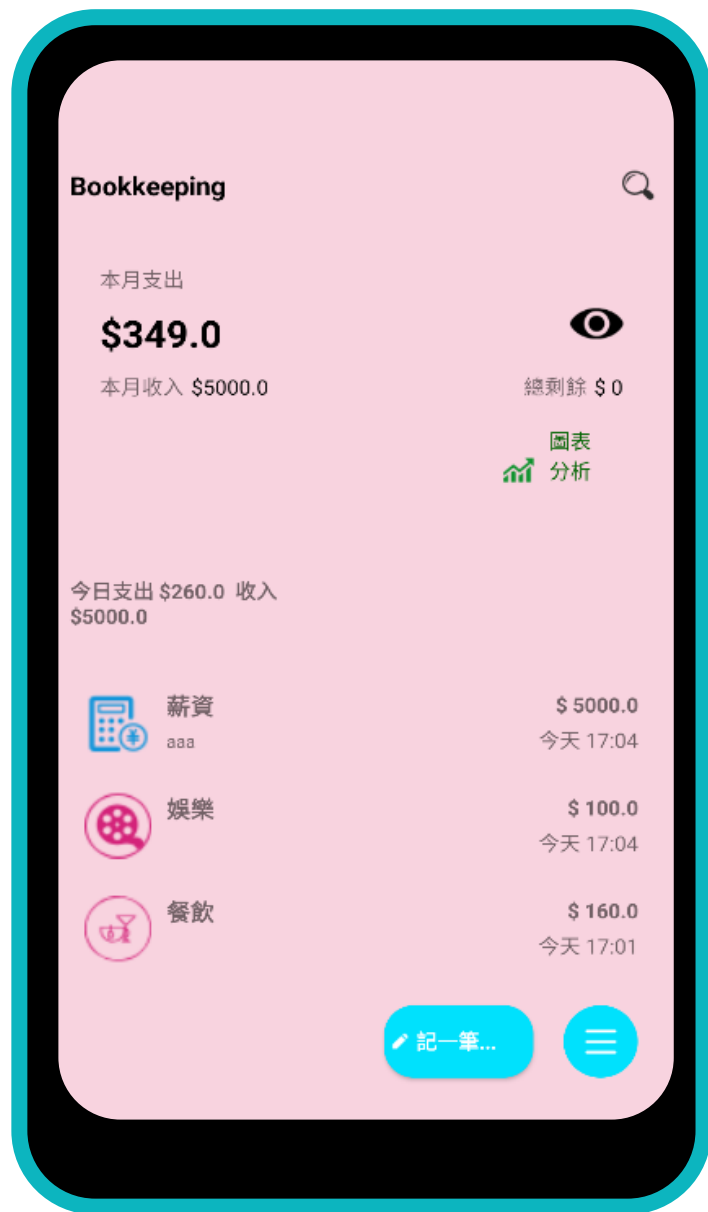 Bookkeeping
本月支出
$349.0
本月收入 $5000.0
總剩餘 $ 0
圖表
分析
今日支出 $260.0 收入
$5000.0
薪資
$ 5000.0
aaa
今天 17:04
娛樂
$ 100.0
今天 17:04
餐飲
$ 160.0
今天 17:01
記一筆...